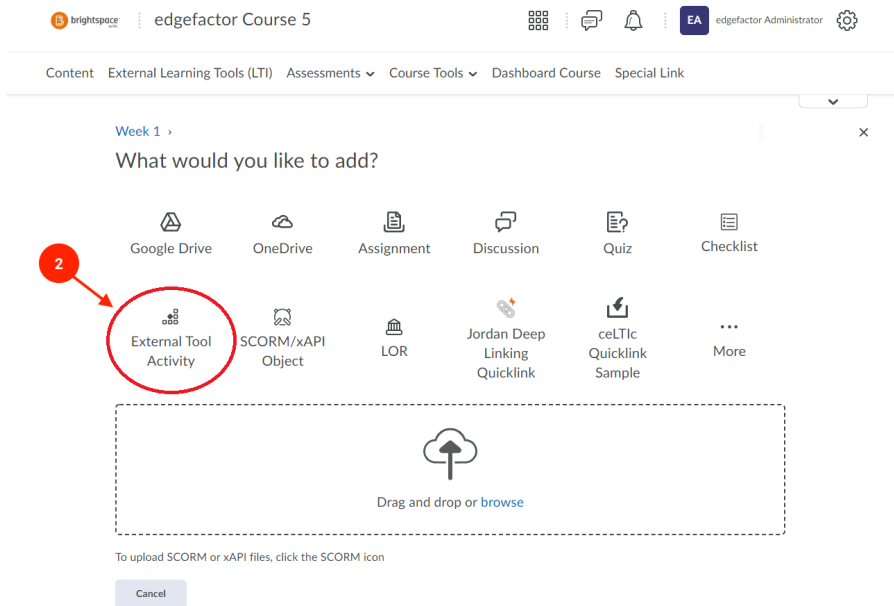 brightspace
edgefactor Course 5
EA
edgefactor Administrator
Content External Learning Tools (LTI) Assessments Course Tools Dashboard Course Special Link
Week 1 ›
What would you like to add?
Google Drive OneDrive Assignment Discussion Quiz Checklist
2
External Tool Activity
SCORM/xAPI Object
LOR
Jordan Deep Linking Quicklink
ceLTIc Quicklink Sample
More
Drag and drop or browse
To upload SCORM or xAPI files, click the SCORM icon
Cancel